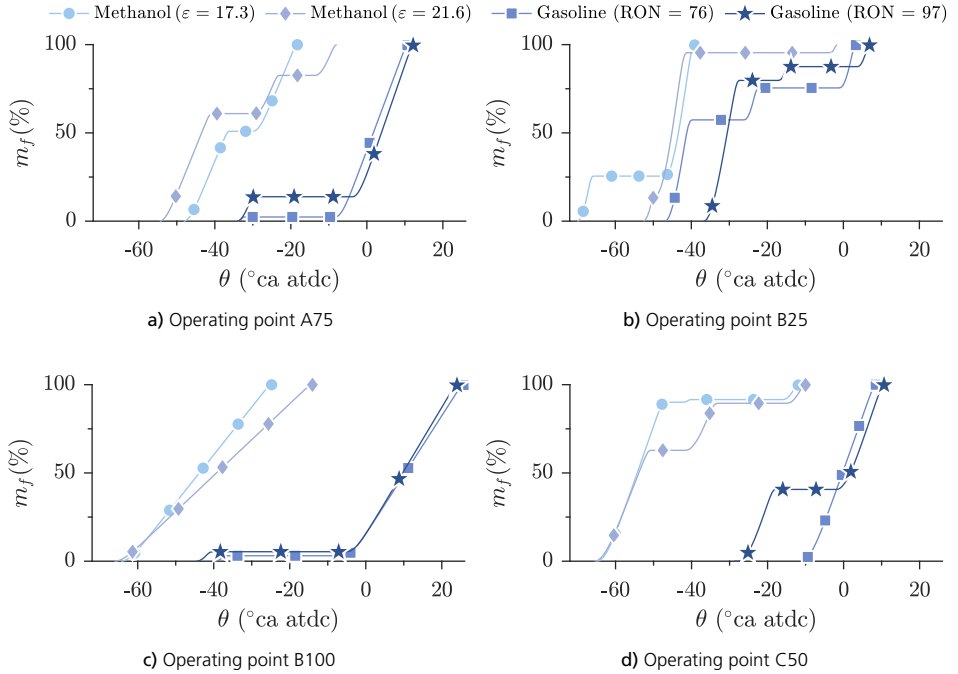 Methanol (ε = 17.3) Methanol (ε = 21.6) Gasoline (RON = 76) Gasoline (RON = 97)
100
50
0
m_f (%)
-60 -40 -20 0 20
θ (°ca atdc)
a) Operating point A75
100
50
0
m_f (%)
-60 -40 -20 0 20
θ (°ca atdc)
b) Operating point B25
100
50
0
m_f (%)
-60 -40 -20 0 20
θ (°ca atdc)
c) Operating point B100
100
50
0
m_f (%)
-60 -40 -20 0 20
θ (°ca atdc)
d) Operating point C50